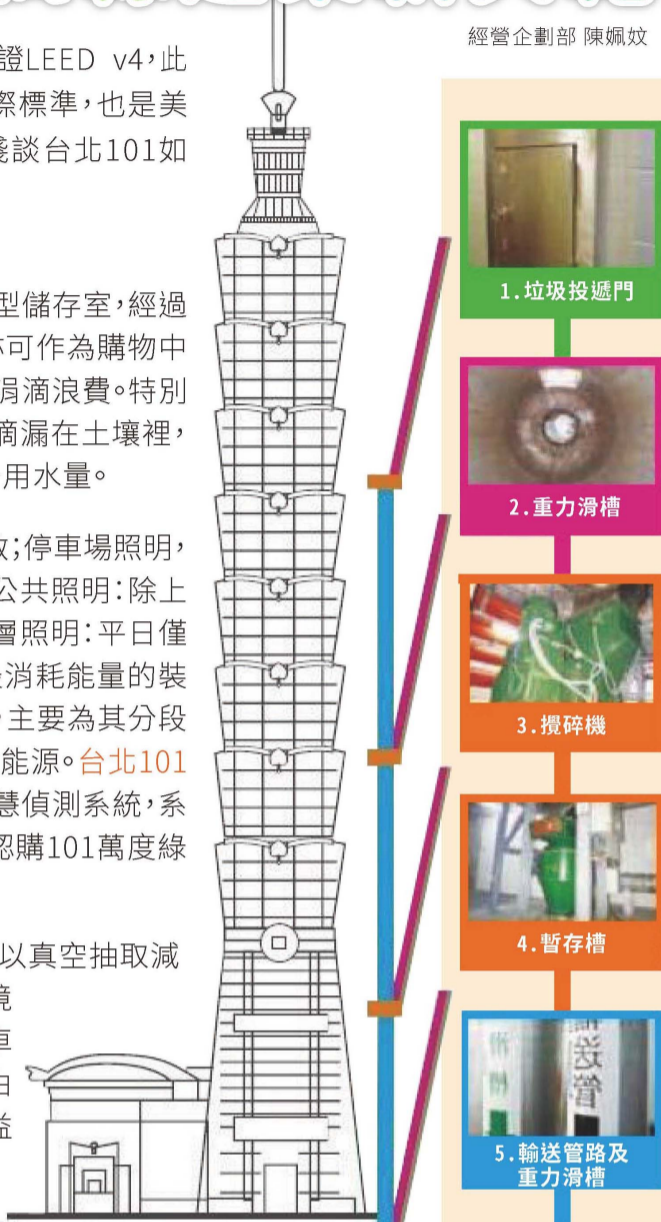 經營企劃部 陳姵妏
證LEED v4，此
際標準，也是美
淺談台北101如
型儲存室，經過
亦可作為購物中
涓滴浪費。特別
滴漏在土壤裡，
用水量。
效；停車場照明，
公共照明：除上
層照明：平日僅
消耗能量的裝
主要為其分段
能源。台北101
慧偵測系統，系
認購101萬度綠
以真空抽取減
1.垃圾投遞門
2.重力滑槽
3.攪碎機
4.暫存槽
輸送管
5.輸送管路及
重力滑槽